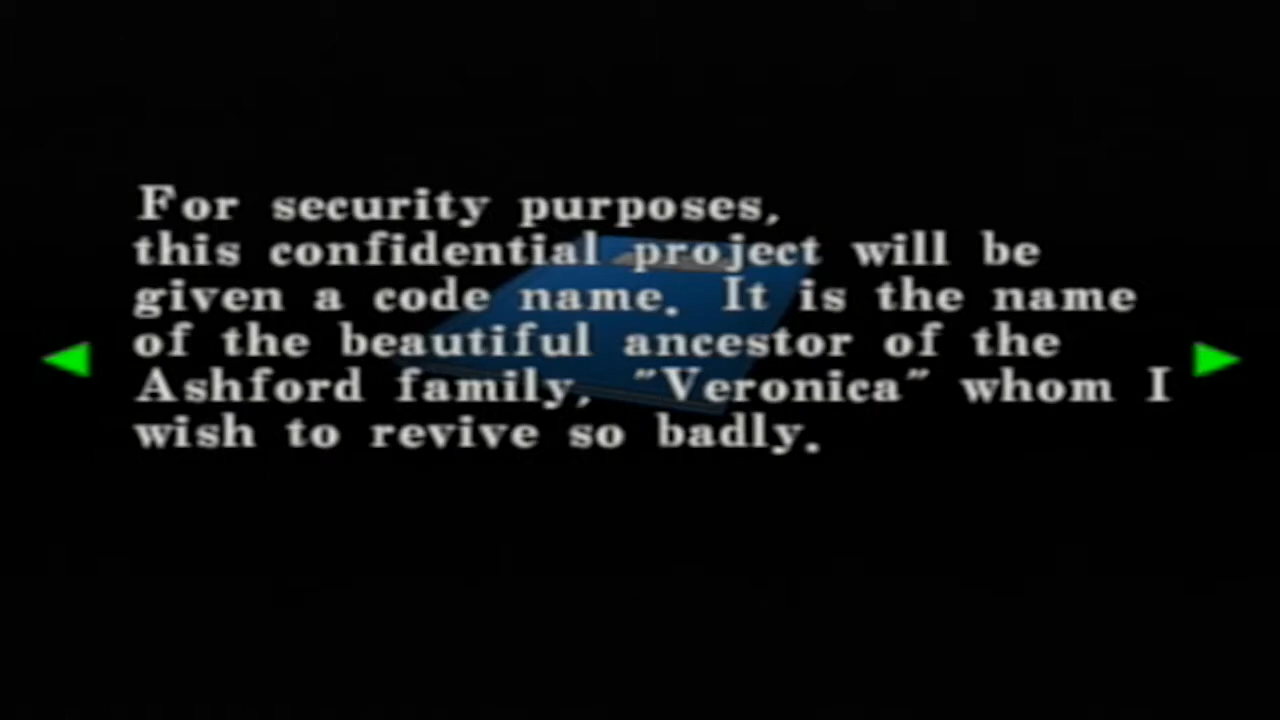 For security purposes,
this confidential project will be
given a code name. It is the name
of the beautiful ancestor of the
Ashford family, "Veronica" whom I
wish to revive so badly.